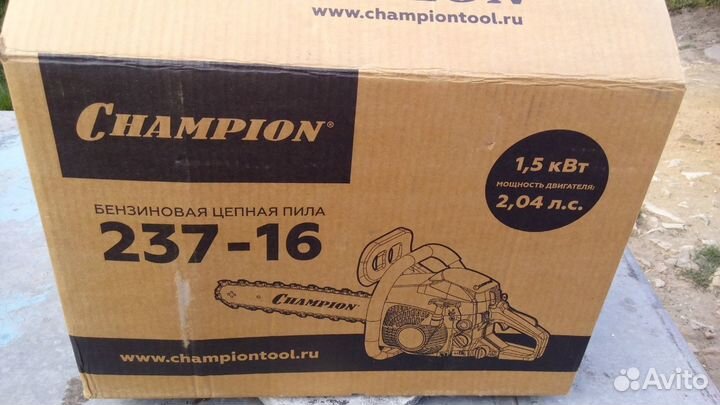 www.championtool.ru
CHAMPION®
1,5 кВт
МОЩНОСТЬ ДВИГАТЕЛЯ:
2,04 л.с.
БЕНЗИНОВАЯ ЦЕПНАЯ ПИЛА
237-16
CHAMPION
www.championtool.ru
Avito